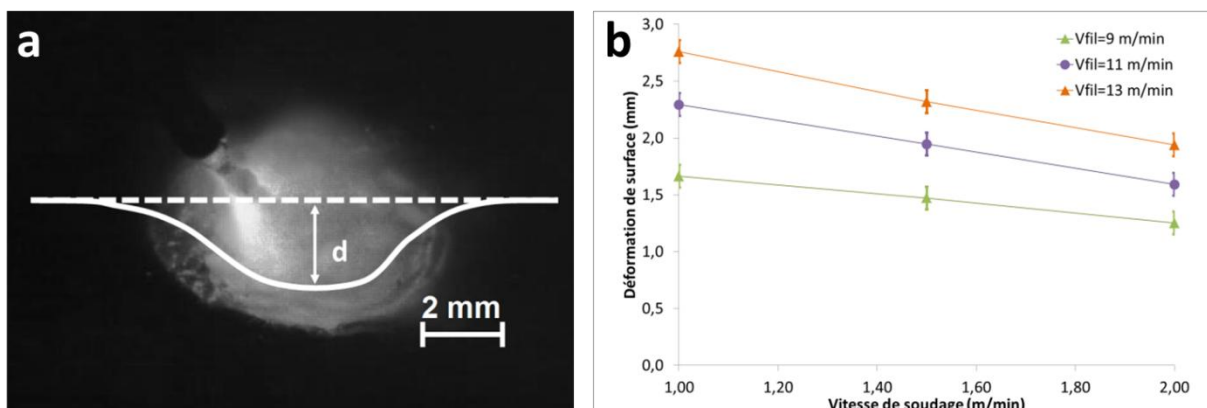 a
d
2 mm
b
Déformation de surface (mm)
3,0
2,5
2,0
1,5
1,0
0,5
0,0
Vfil=9 m/min
Vfil=11 m/min
Vfil=13 m/min
1,00 1,20 1,40 1,60 1,80 2,00
Vitesse de soudage (m/min)